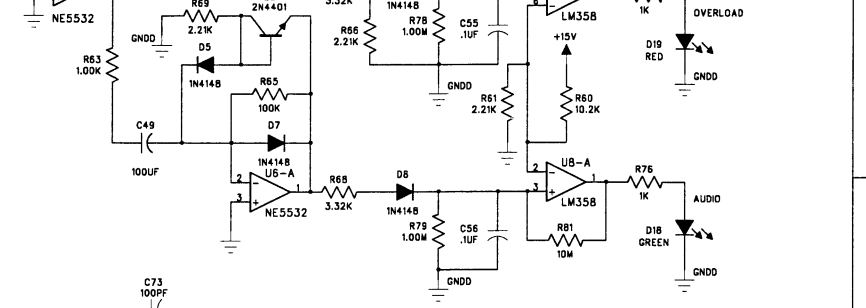 R69
2N4401
3.32K
1N4148
R78
1.00M
C55
.1UF
6
LM358
1K
OVERLOAD
NE5532
2.21K
R66
2.21K
GNDD
D5
+15V
D19
RED
R63
1.00K
1N4148
GNDD
GNDD
R65
100K
R61
2.21K
R60
10.2K
C49
D7
100UF
1N4148
U6-A
U8-A
2
1
3
NE5532
R68
3.32K
D8
1N4148
2
3
1
LM358
R76
1K
AUDIO
R79
1.00M
C56
.1UF
R81
10M
D18
GREEN
GNDD
GNDD
C73
100PF